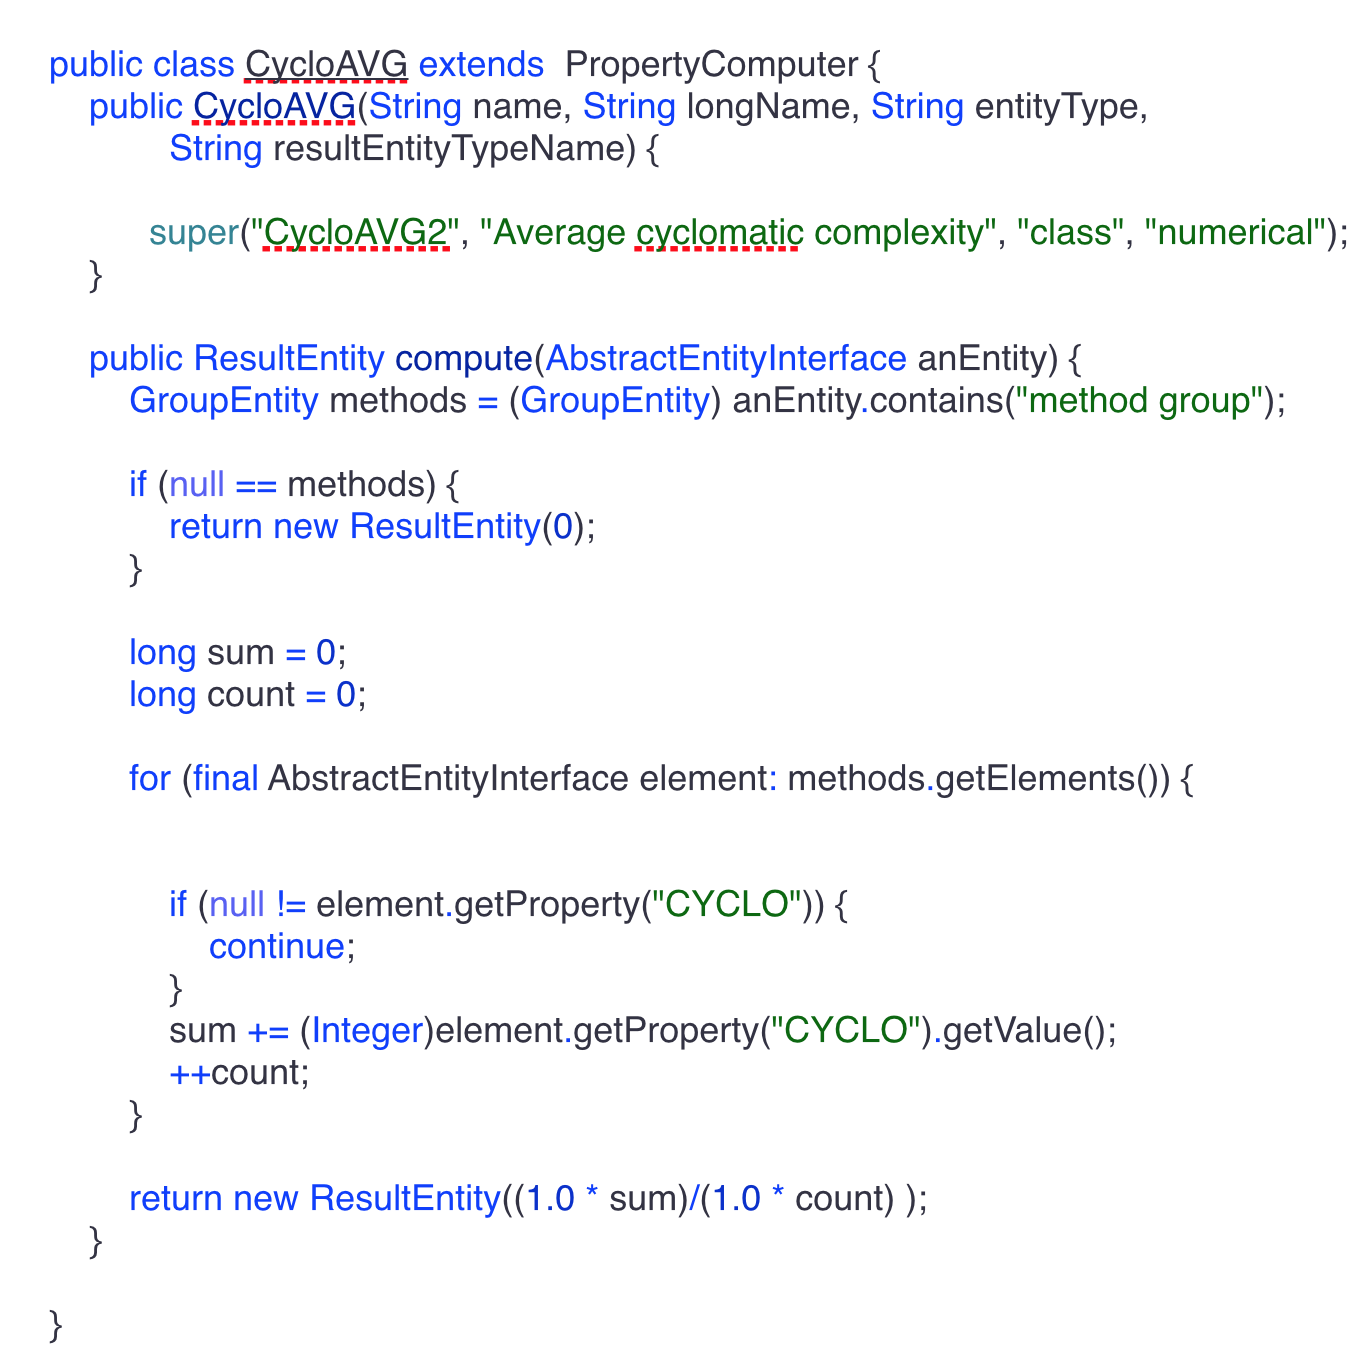 public class CycloAVG extends  PropertyComputer {
public CycloAVG(String name, String longName, String entityType,
String resultEntityTypeName) {
super("CycloAVG2", "Average cyclomatic complexity", "class", "numerical");
}
public ResultEntity compute(AbstractEntityInterface anEntity) {
GroupEntity methods = (GroupEntity) anEntity.contains("method group");
if (null == methods) {
return new ResultEntity(0);
}
long sum = 0;
long count = 0;
for (final AbstractEntityInterface element: methods.getElements()) {
if (null != element.getProperty("CYCLO")) {
continue;
}
sum += (Integer)element.getProperty("CYCLO").getValue();
++count;
}
return new ResultEntity((1.0 * sum)/(1.0 * count) );
}
}